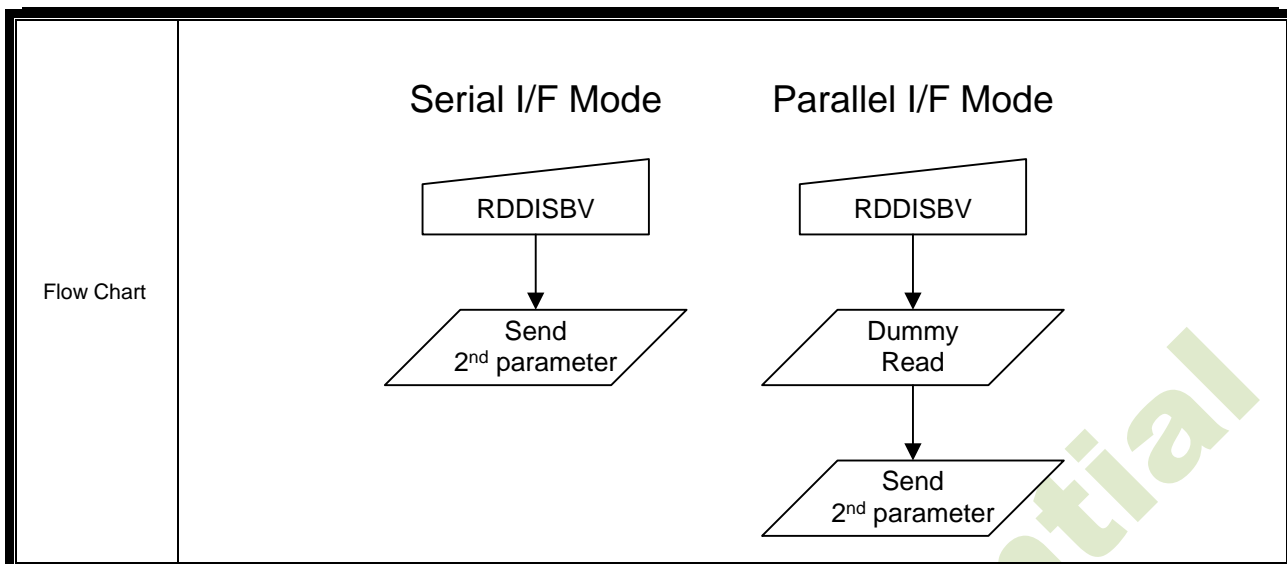 Flow Chart
Serial I/F Mode
RDDISBV
Send
2nd parameter
Parallel I/F Mode
RDDISBV
Dummy
Read
Send
2nd parameter